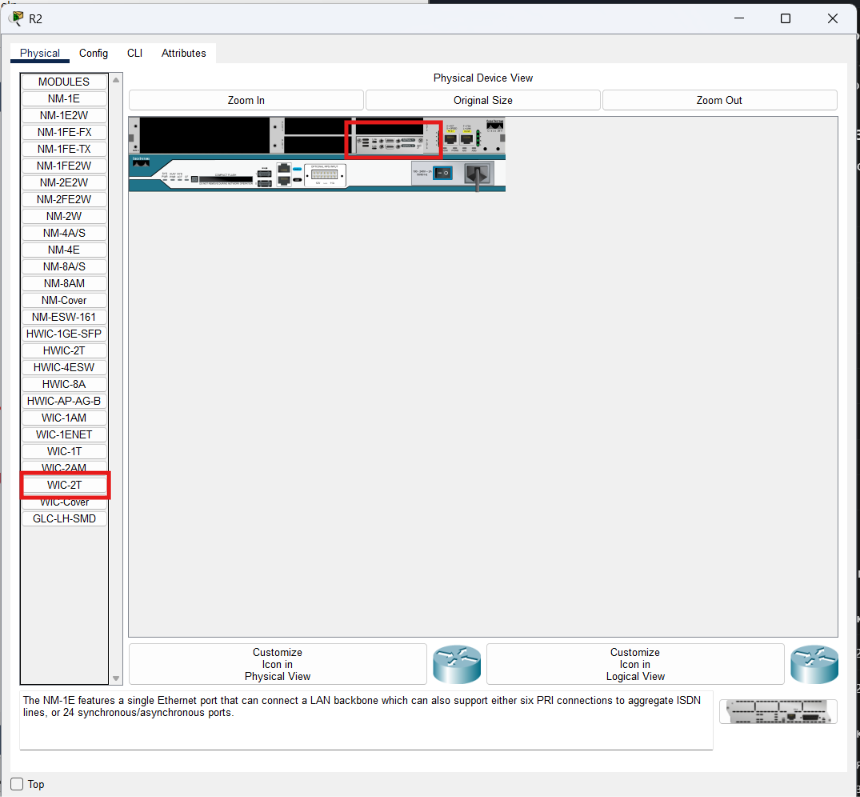 R2
Physical Config CLI Attributes
MODULES
NM-1E
NM-1E2W
NM-1FE-FX
NM-1FE-TX
NM-1FE2W
NM-2E2W
NM-2FE2W
NM-2W
NM-4A/S
NM-4E
NM-8A/S
NM-8AM
NM-Cover
NM-ESW-161
HWIC-1GE-SFP
HWIC-2T
HWIC-4ESW
HWIC-8A
HWIC-AP-AG-B
WIC-1AM
WIC-1ENET
WIC-1T
WIC-2AM
WIC-2T
WIC-Cover
GLC-LH-SMD
Physical Device View
Zoom In Original Size Zoom Out
Customize
Icon in
Physical View
Customize
Icon in
Logical View
The NM-1E features a single Ethernet port that can connect a LAN backbone which can also support either six PRI connections to aggregate ISDN
lines, or 24 synchronous/asynchronous ports.
Top